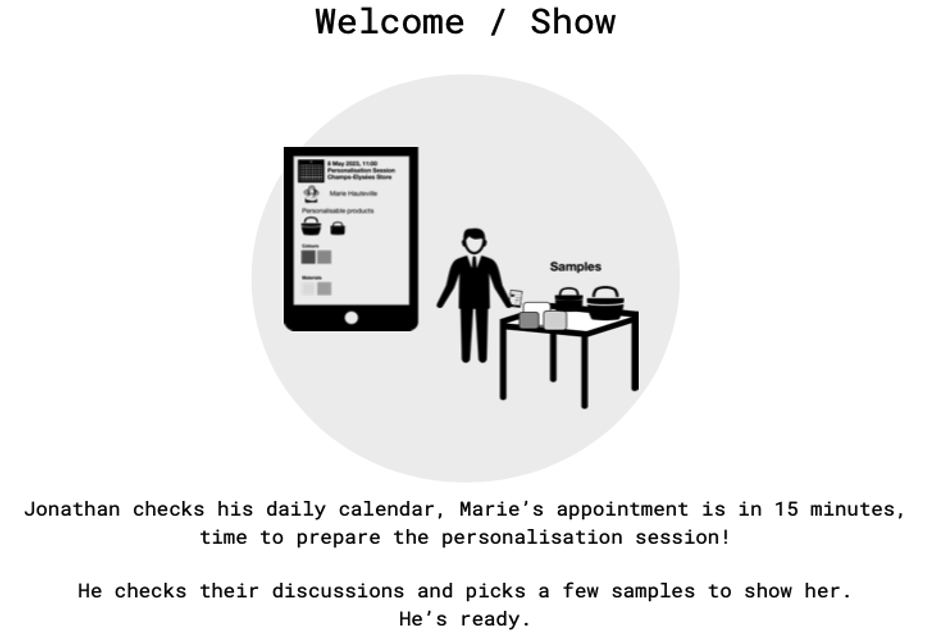 Welcome / Show
6 May 2023, 11:00
Personalisation Session
Champs-Elysées Store
Marie Hauteville
Personalisable products
Colours
Materials
Samples
Jonathan checks his daily calendar, Marie’s appointment is in 15 minutes,
time to prepare the personalisation session!
He checks their discussions and picks a few samples to show her.
He’s ready.